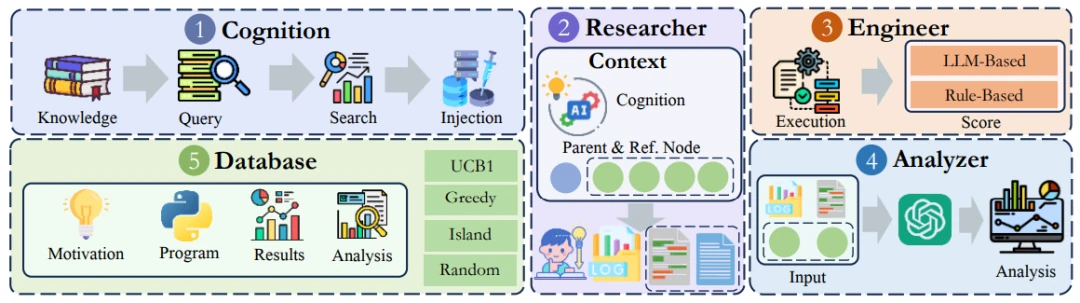 1 Cognition
Knowledge
Query
Search
Injection
2 Researcher
Context
AI
Cognition
Parent & Ref. Node
LOG
3 Engineer
Execution
LLM-Based
Rule-Based
Score
4 Analyzer
LOG
Input
Analysis
5 Database
Motivation
Program
Results
Analysis
UCB1
Greedy
Island
Random